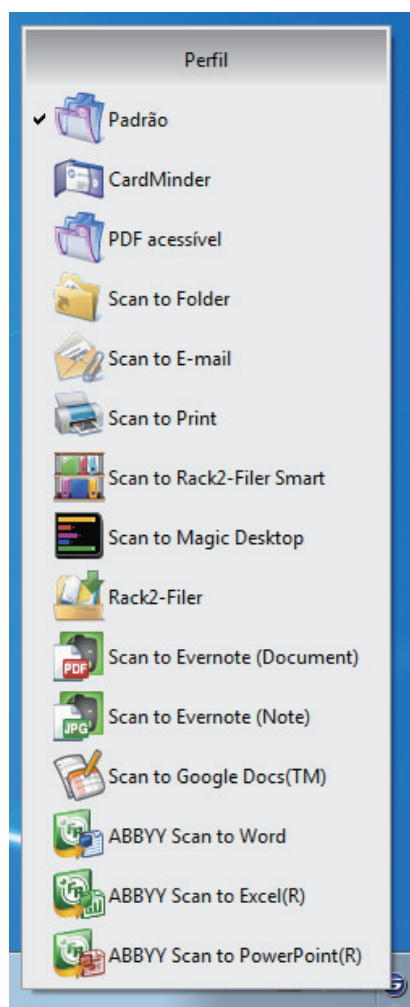 Perfil
Padrão
CardMinder
PDF acessível
Scan to Folder
Scan to E-mail
Scan to Print
Scan to Rack2-Filer Smart
Scan to Magic Desktop
Rack2-Filer
PDF Scan to Evernote (Document)
JPG Scan to Evernote (Note)
Scan to Google Docs(TM)
ABBYY Scan to Word
ABBYY Scan to Excel(R)
ABBYY Scan to PowerPoint(R)